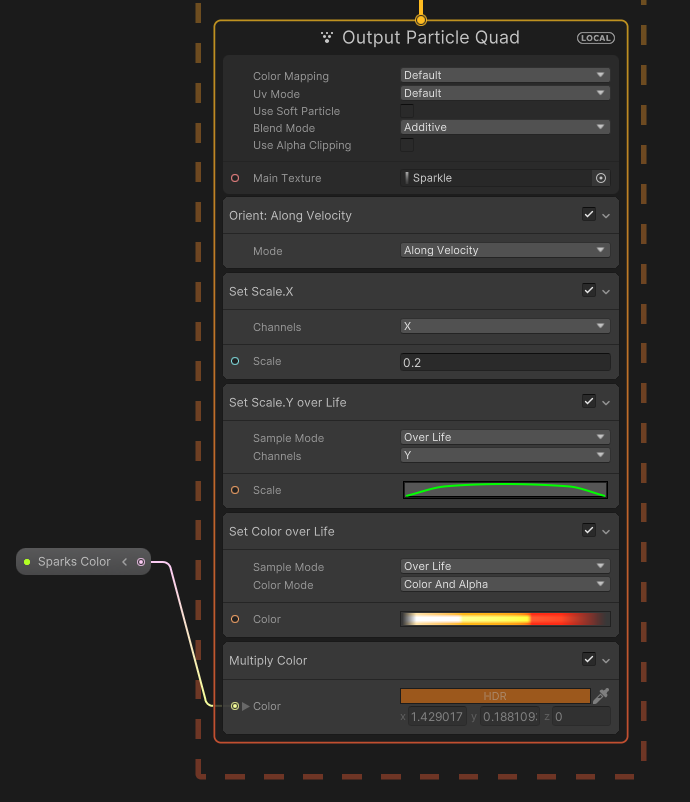 Output Particle Quad LOCAL
Color Mapping Default
Uv Mode Default
Use Soft Particle
Blend Mode Additive
Use Alpha Clipping
Main Texture Sparkle
Orient: Along Velocity
Mode Along Velocity
Set Scale.X
Channels X
Scale 0.2
Set Scale.Y over Life
Sample Mode Over Life
Channels Y
Scale
Set Color over Life
Sparks Color
Sample Mode Over Life
Color Mode Color And Alpha
Color
Multiply Color
HDR
Color
x 1.429017 y 0.188109 z 0